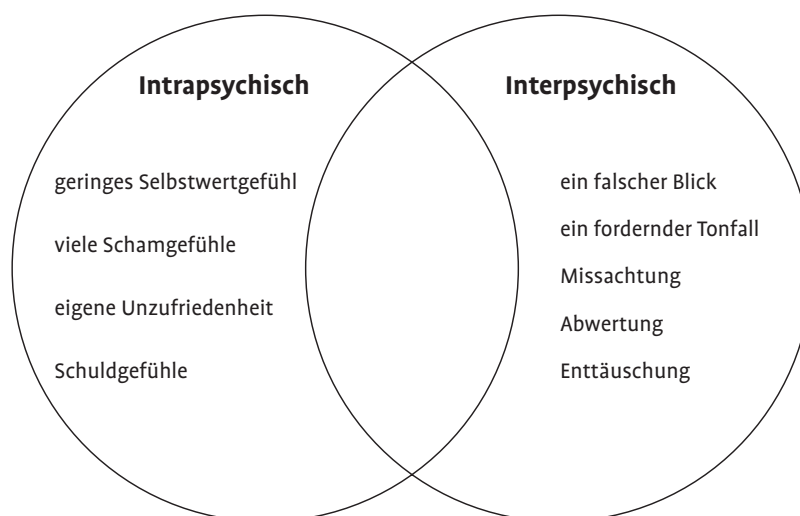 Intrapsychisch
geringes Selbstwertgefühl
viele Schamgefühle
eigene Unzufriedenheit
Schuldgefühle
Interpsychisch
ein falscher Blick
ein fordernder Tonfall
Missachtung
Abwertung
Enttäuschung